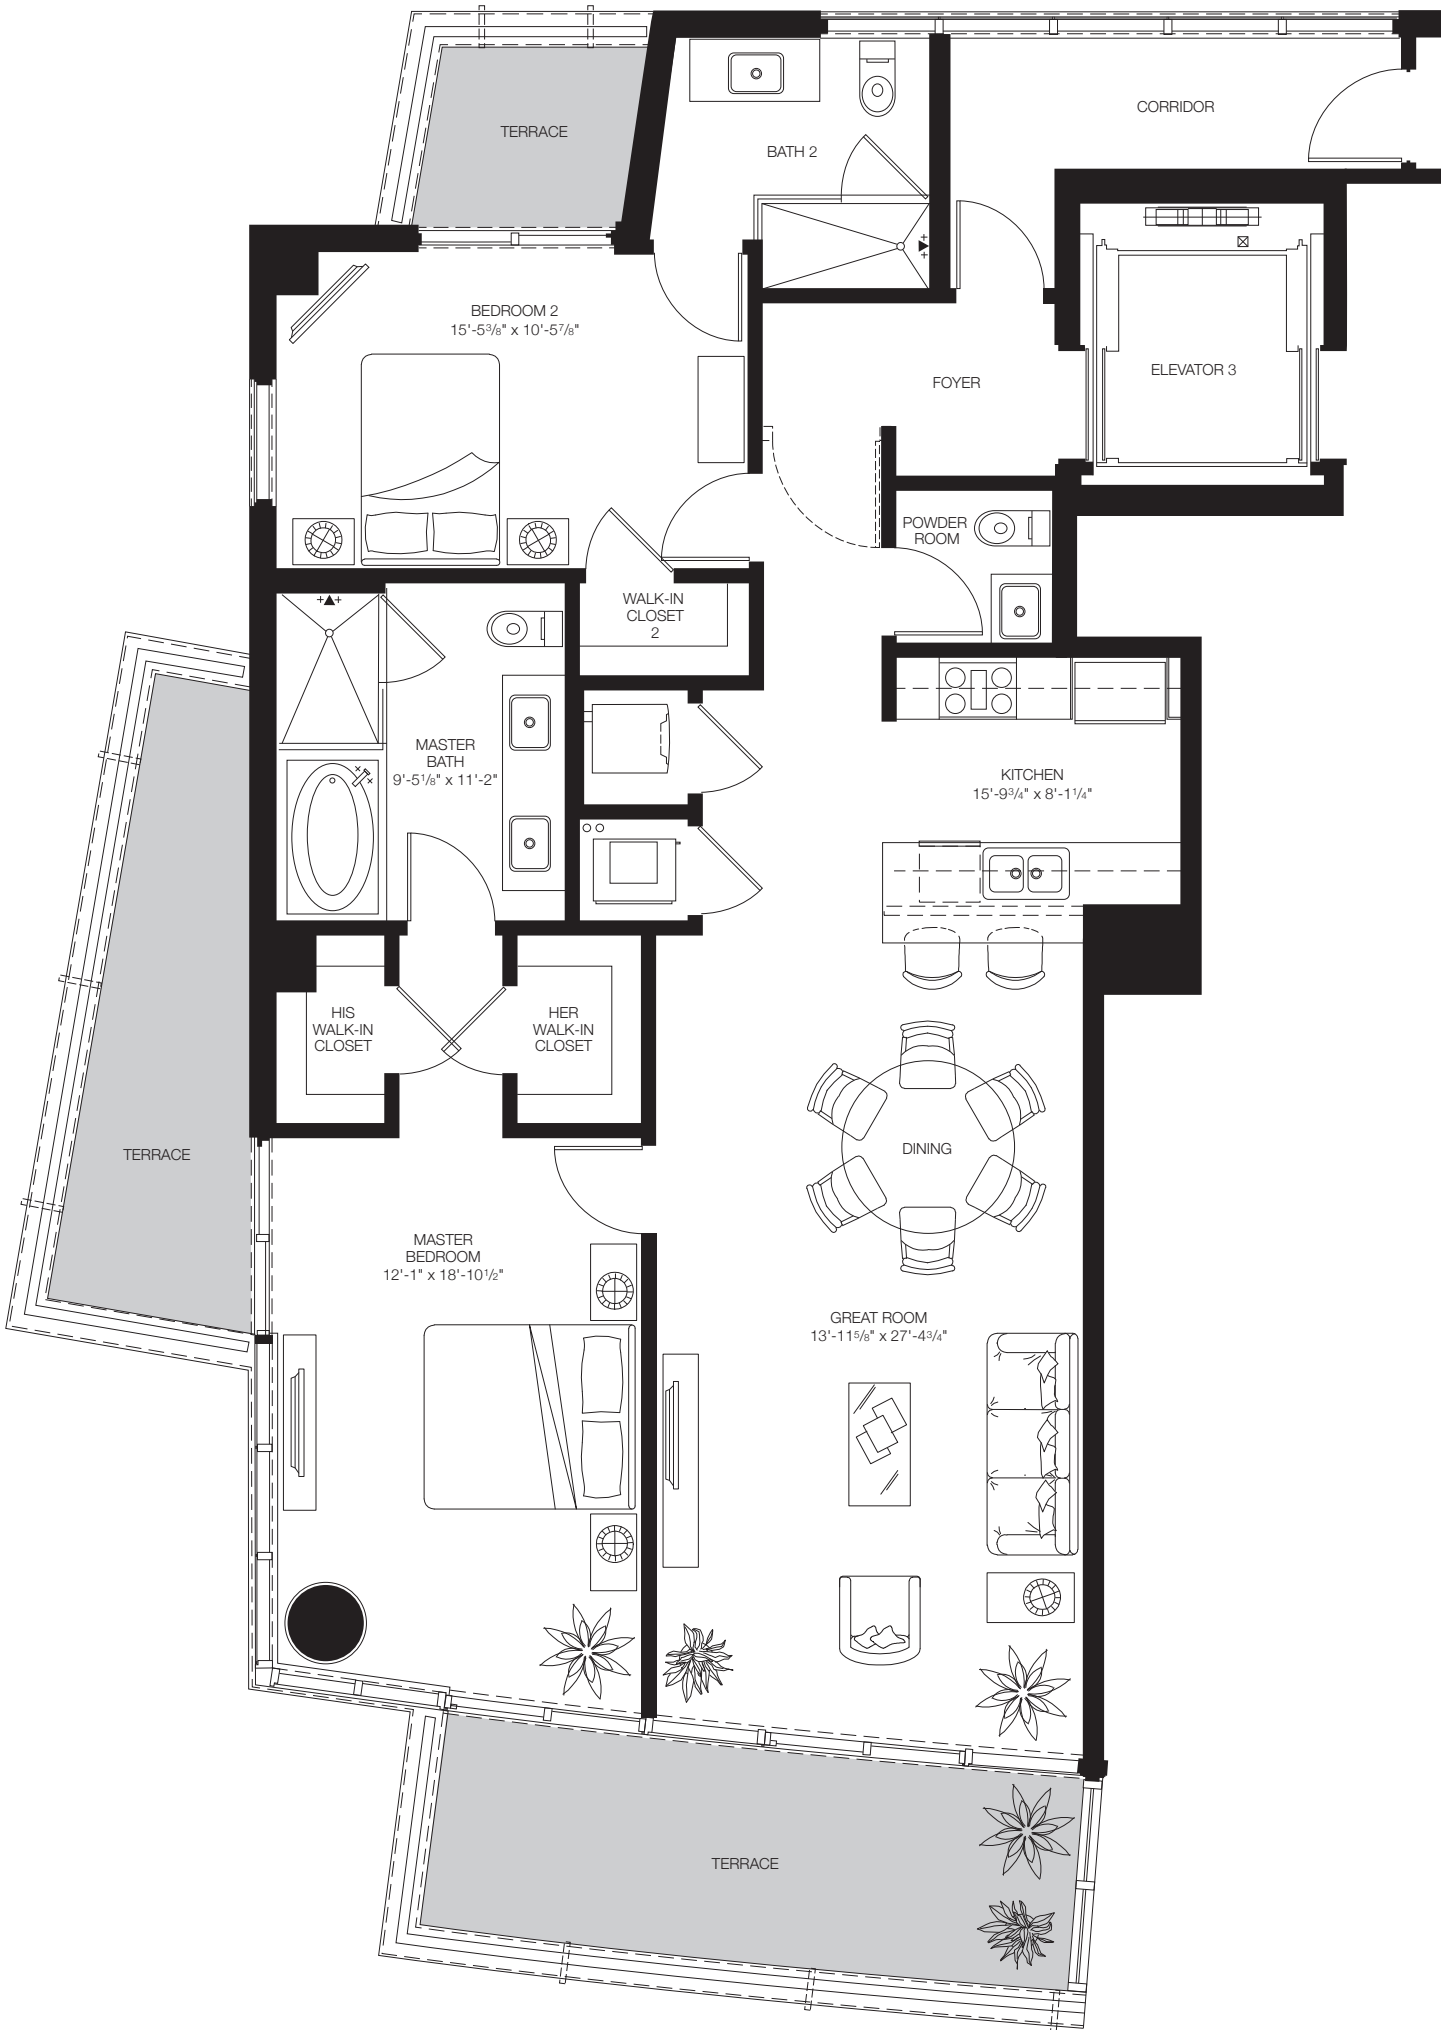 CORRIDOR
TERRACE
BATH 2
BEDROOM 2
15'-5⅜" x 10'-5⅞"
ELEVATOR 3
FOYER
POWDER
ROOM
WALK-IN
CLOSET
2
MASTER
BATH
9'-5⅛" x 11'-2"
KITCHEN
15'-9¾" x 8'-1¼"
HIS
WALK-IN
CLOSET
HER
WALK-IN
CLOSET
TERRACE
DINING
MASTER
BEDROOM
12'-1" x 18'-10½"
GREAT ROOM
13'-11⅝" x 27'-4¾"
TERRACE